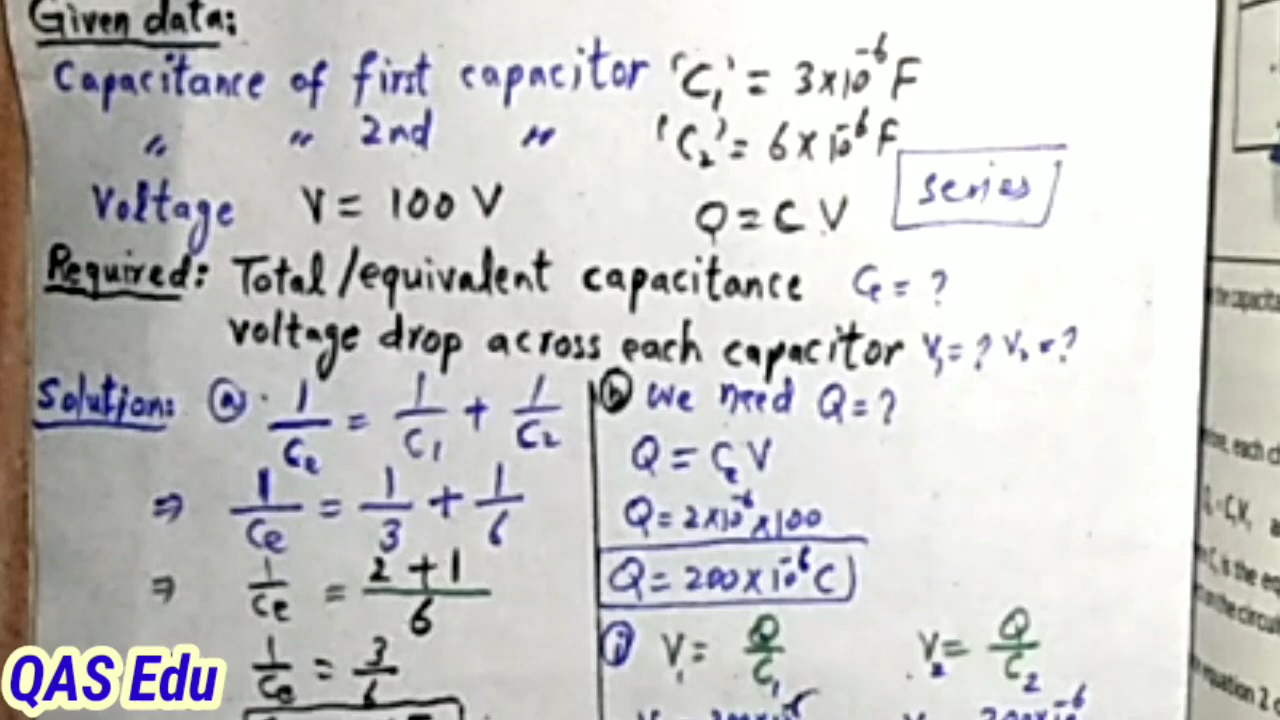 Given data:
Capacitance of first capacitor 'C₁' = 3×10⁻⁶ F
" " 2nd " 'C₂' = 6×10⁻⁶ F
series
Voltage V = 100 V Q = C V
Required: Total/equivalent capacitance Cₑ = ?
voltage drop across each capacitor V₁ = ? V₂ = ?
Solution: (a) 1/Cₑ = 1/C₁ + 1/C₂
⇒ 1/Cₑ = 1/3 + 1/6
⇒ 1/Cₑ = 2+1/6
1/Cₑ = 3/6
(b) We need Q = ?
Q = CₑV
Q = 2×10⁻⁶×100
Q = 200×10⁻⁶ C
(i) V₁ = Q/C₁ V₂ = Q/C₂
QAS Edu